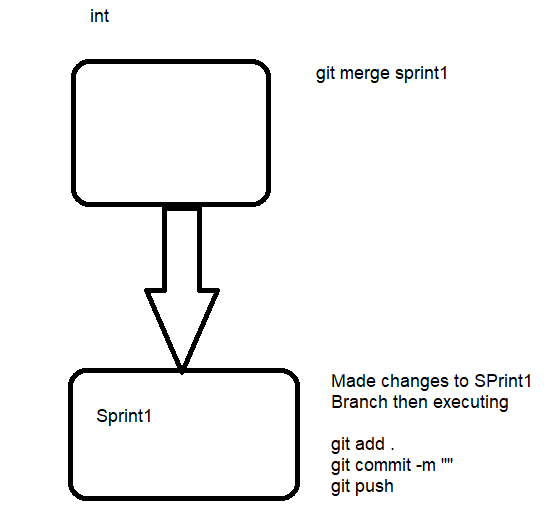 int
git merge sprint1
Sprint1
Made changes to SPrint1
Branch then executing
git add .
git commit -m ""
git push